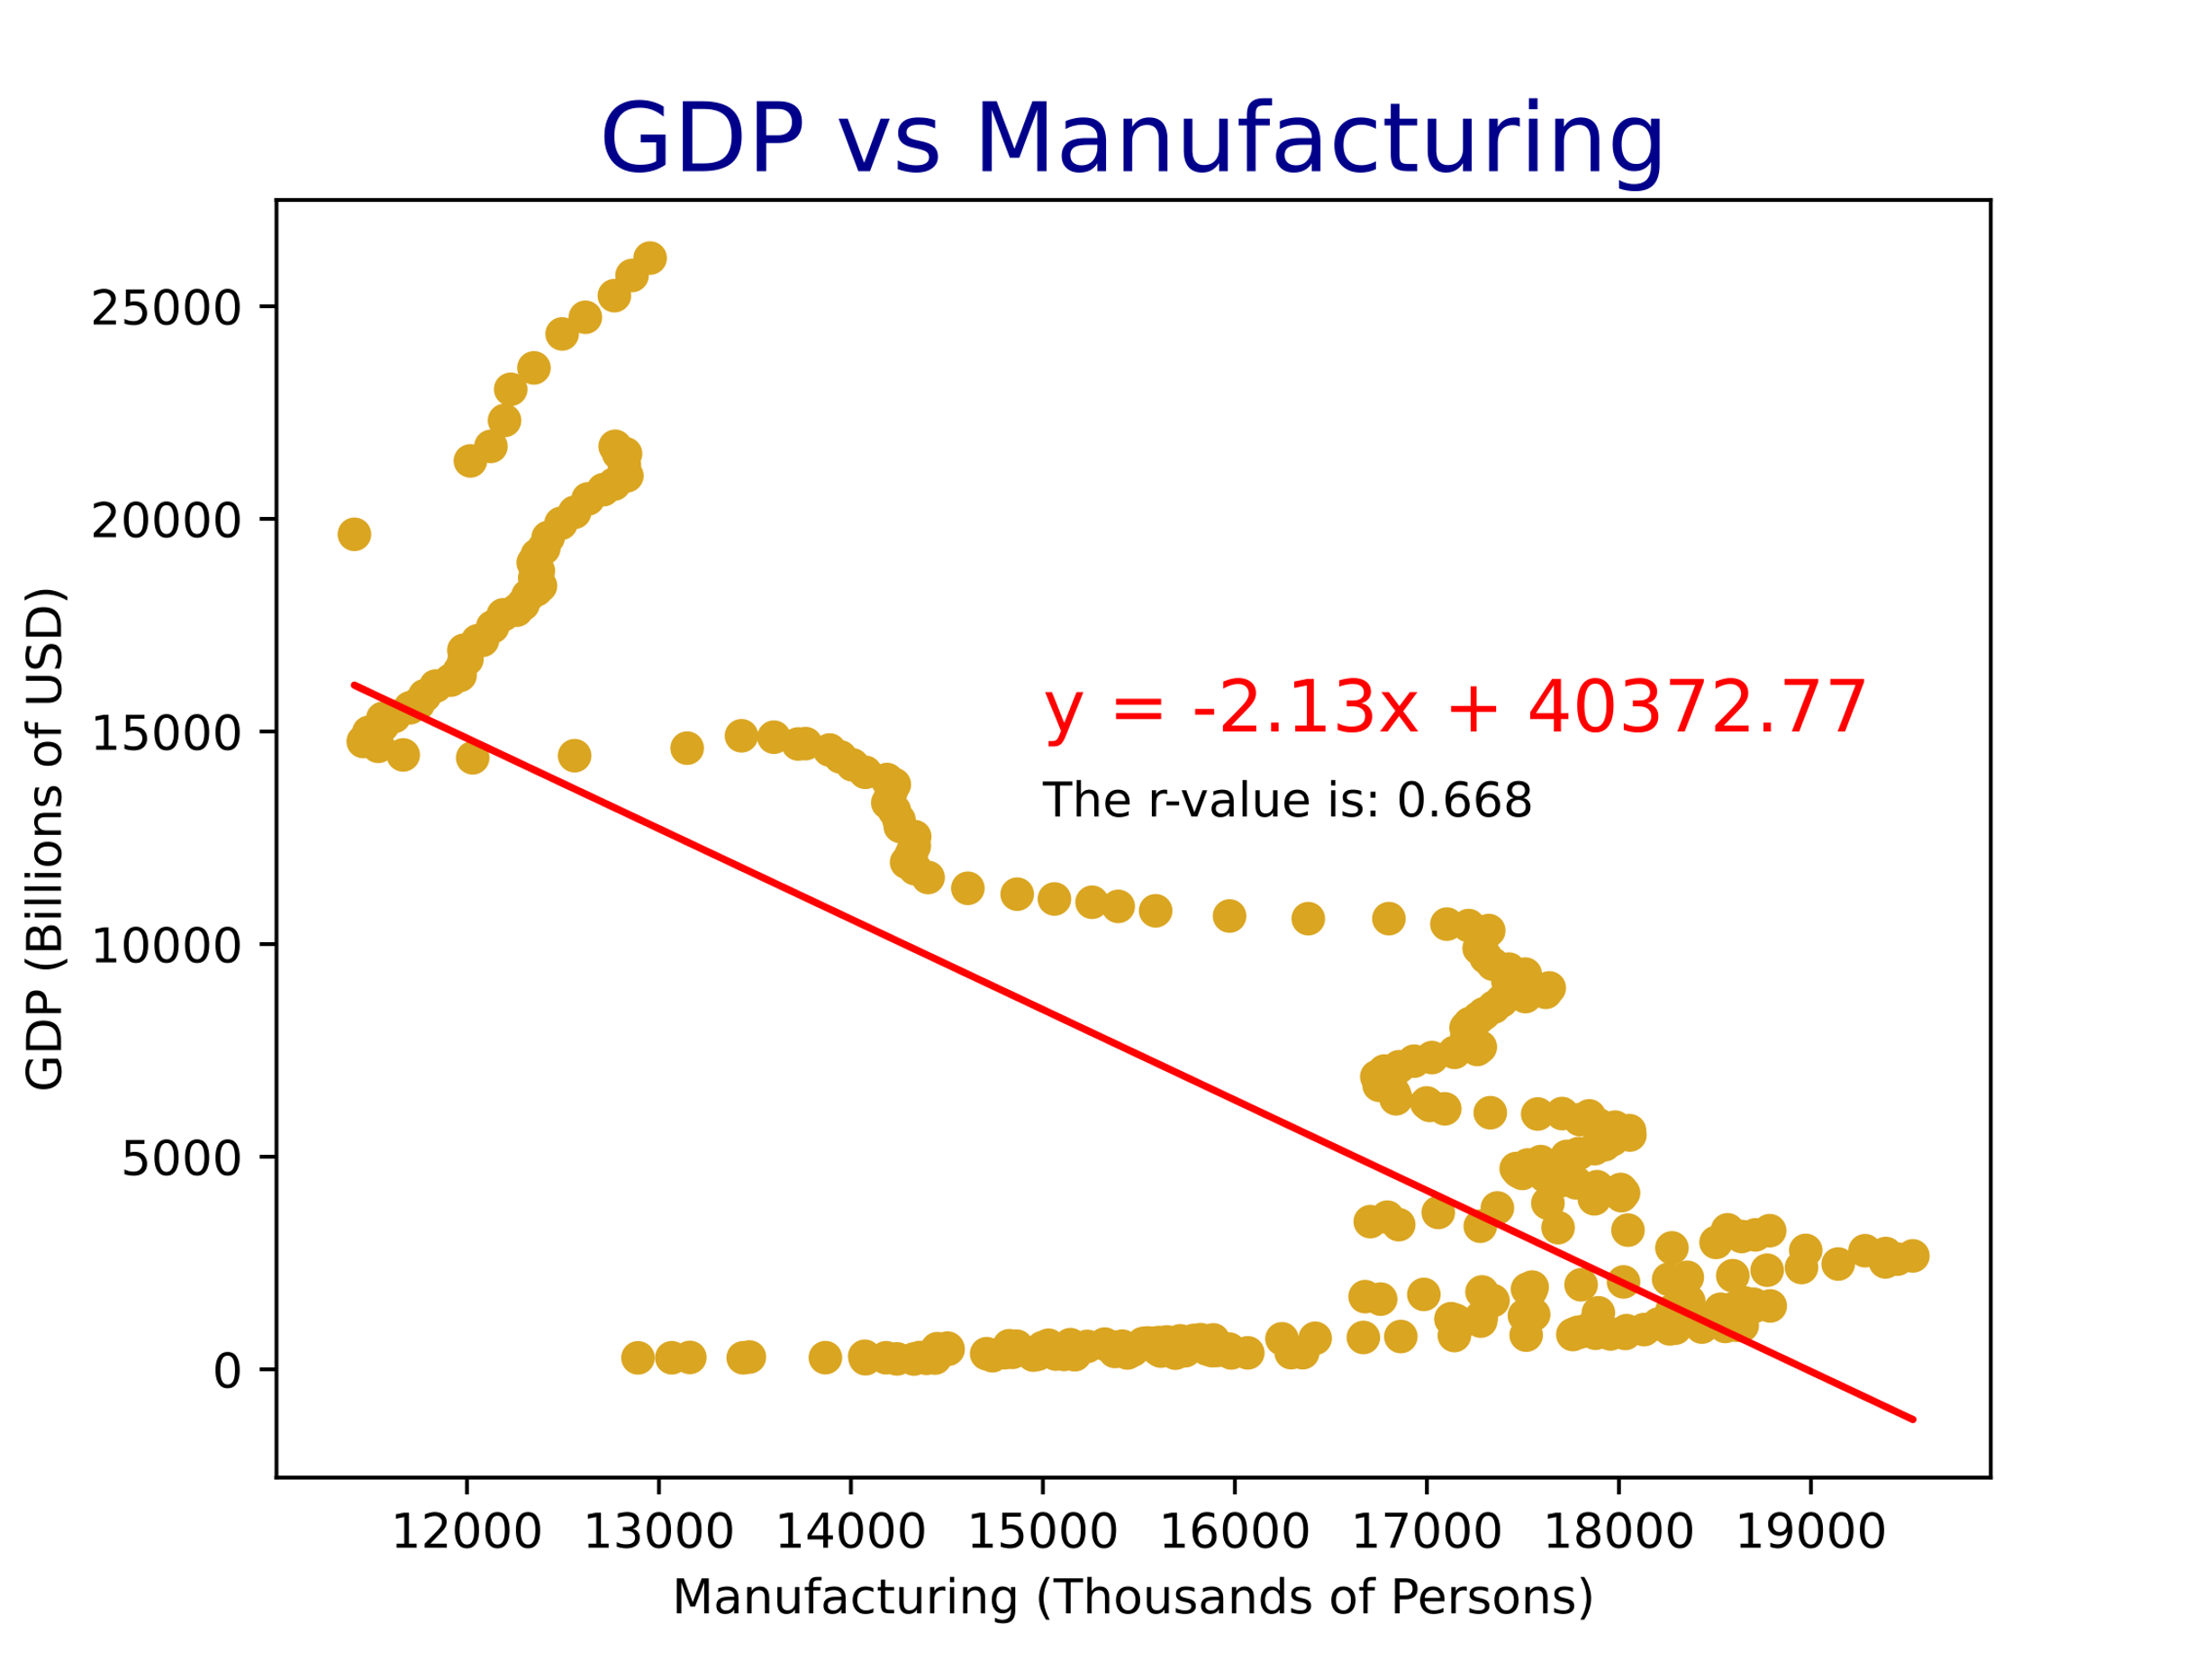 GDP vs Manufacturing
25000
20000
15000
10000
5000
0
GDP (Billions of USD)
y = -2.13x + 40372.77
The r-value is: 0.668
12000 13000 14000 15000 16000 17000 18000 19000
Manufacturing (Thousands of Persons)